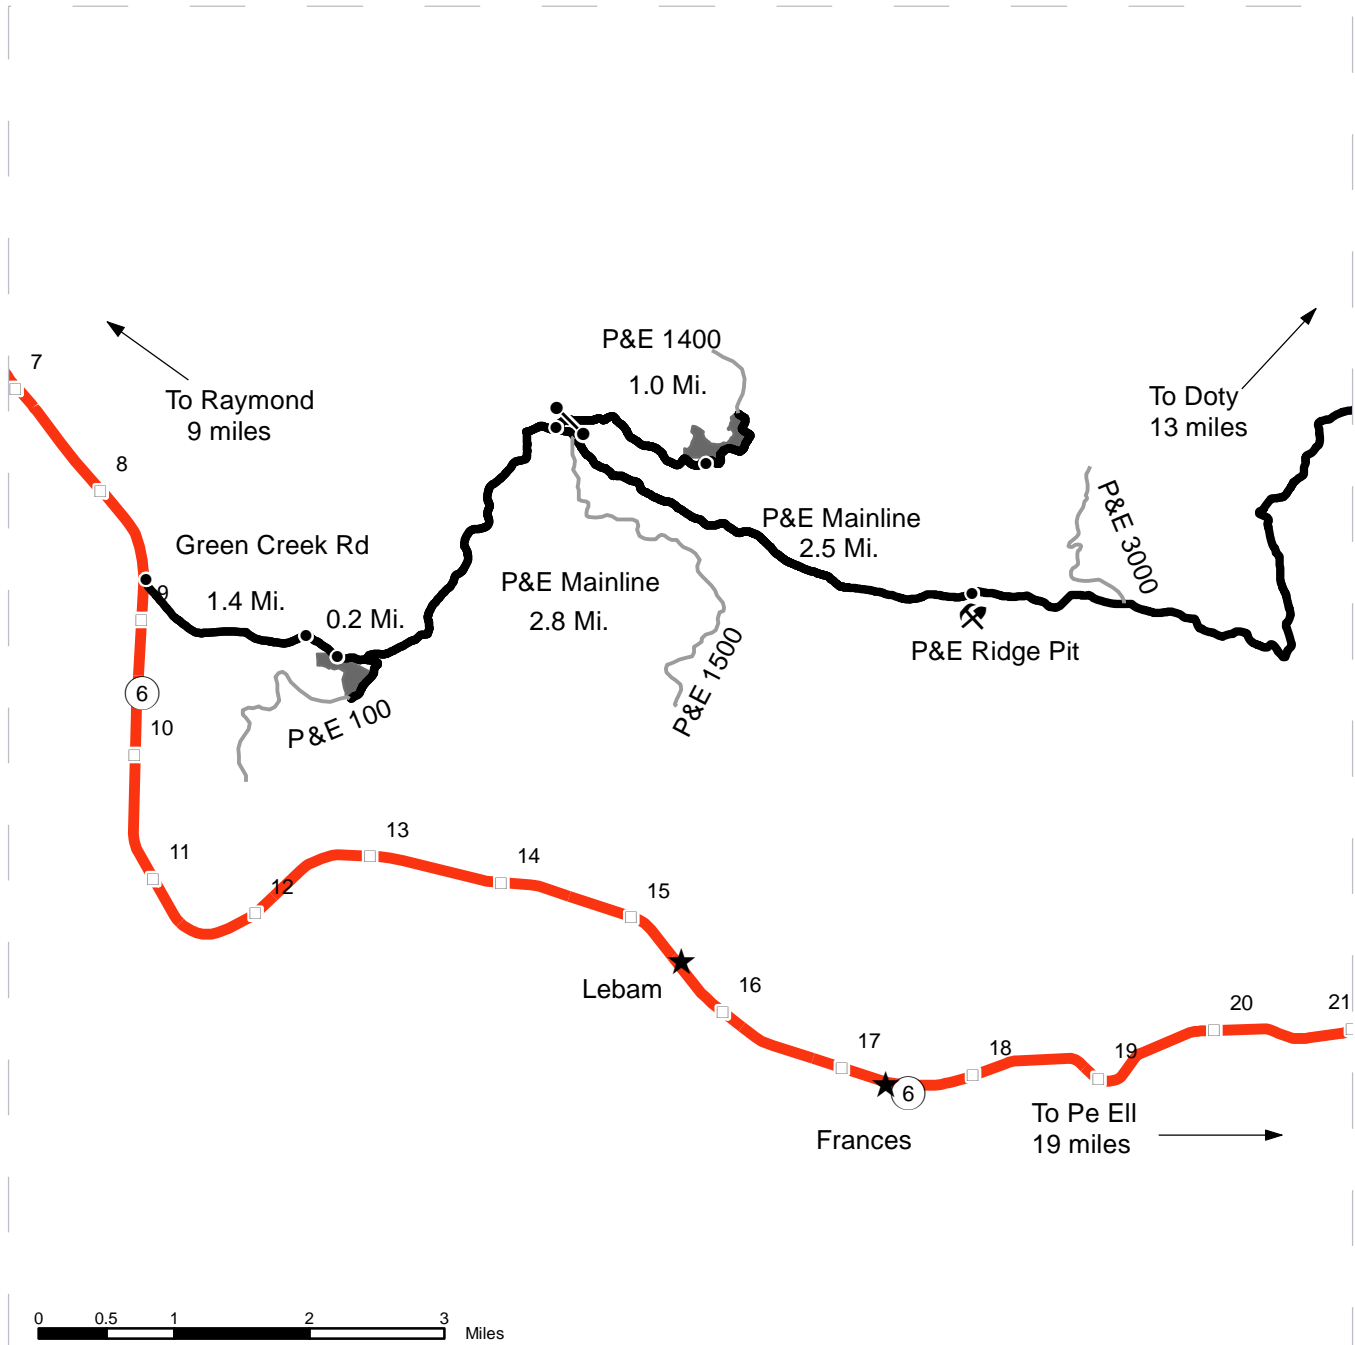 P&E 1400
1.0 Mi.
7
To Raymond
9 miles
To Doty
13 miles
8
P&E 3000
P&E Mainline
2.5 Mi.
Green Creek Rd
P&E Mainline
2.8 Mi.
9
1.4 Mi.
0.2 Mi.
P&E Ridge Pit
P&E 1500
6
P&E 100
10
11
12
13
14
15
Lebam
16
17
18
19
20
21
6
To Pe Ell
19 miles
Frances
0 0.5 1 2 3
Miles